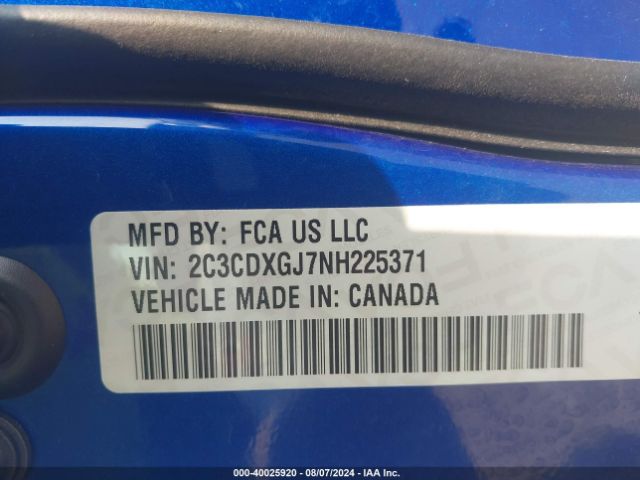 MFD BY: FCA US LLC
VIN: 2C3CDXGJ7NH225371
VEHICLE MADE IN: CANADA
000-40025920 - 08/07/2024 - IAA Inc.